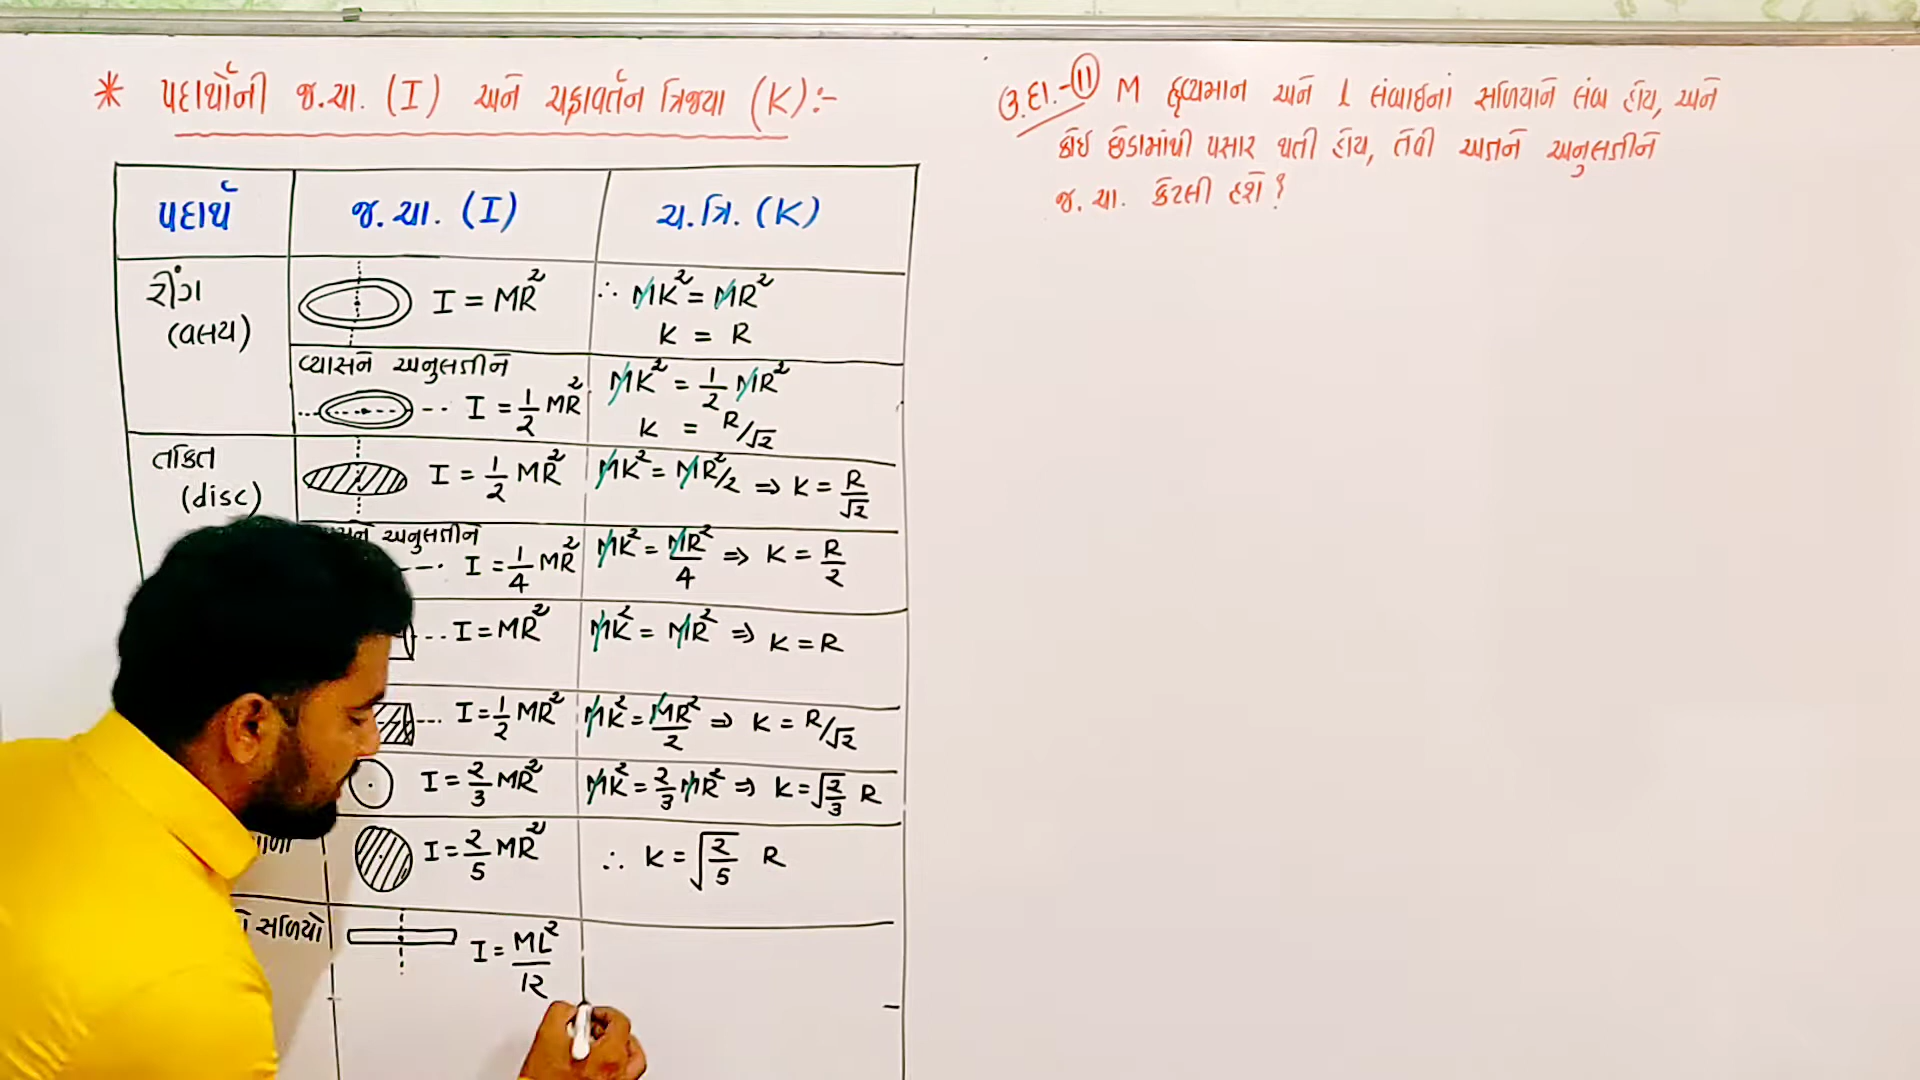 * પદાર્થોની જ.ચા. (I) અને ચક્રાવર્તન ત્રિજ્યા (K):-
પદાર્થ જ.ચા. (I) ચ.ત્રિ. (K)
રીંગ (વલય)
I = MR²
∴ MK² = MR²
K = R
વ્યાસને અનુલક્ષીને
I = 1/2 MR²
MK² = 1/2 MR²
K = R/√2
તકિત (disc)
I = 1/2 MR²
MK² = MR²/2 ⇒ K = R/√2
અનુલક્ષીને
I = 1/4 MR²
MK² = MR²/4 ⇒ K = R/2
I = MR²
MK² = MR² ⇒ K = R
I = 1/2 MR²
MK² = MR²/2 ⇒ K = R/√2
I = 2/3 MR²
MK² = 2/3 MR² ⇒ K = √2/3 R
I = 2/5 MR²
∴ K = √2/5 R
સળિયો
I = ML²/12
ઉ.દા.-11 M દ્રવ્યમાન અને l લંબાઇનાં સળિયાને લંબ હોય, અને
કોઈ છેડામાંથી પસાર થતી હોય, તેવી અક્ષને અનુલક્ષીને
જ. ચા. કેટલી હશે?